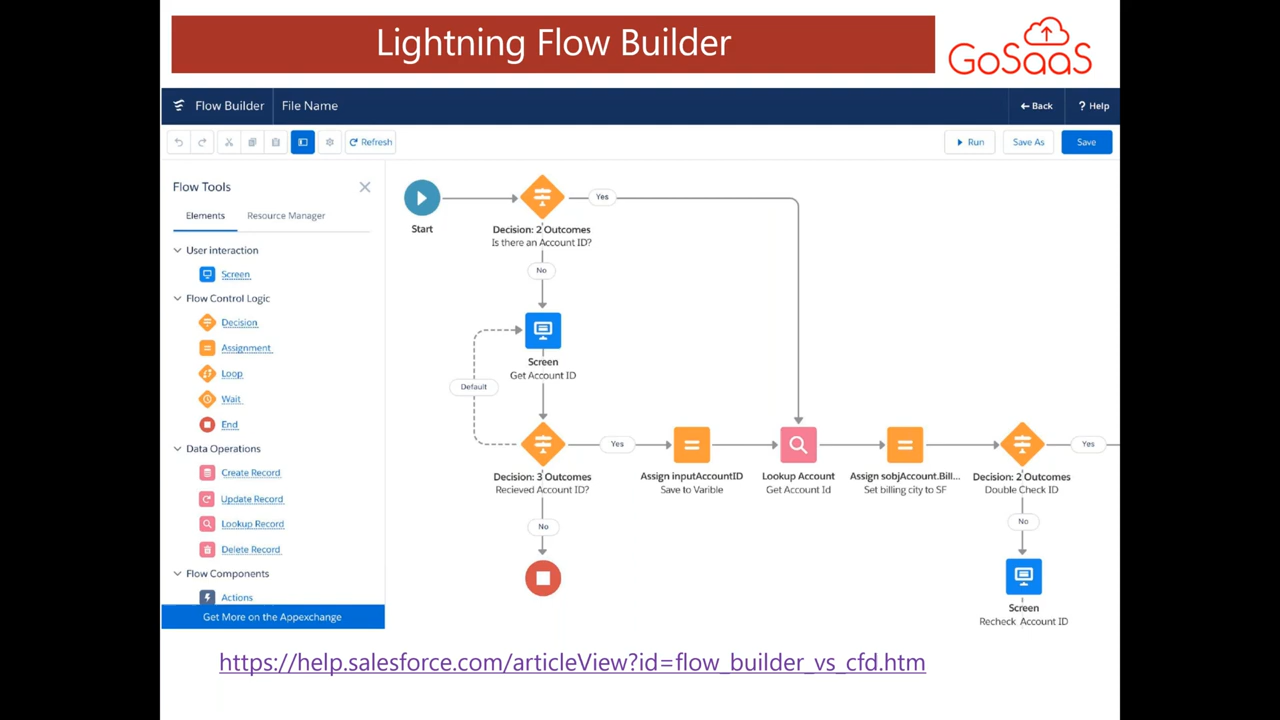 Lightning Flow Builder
GoSaaS
Flow Builder
File Name
Back
? Help
Refresh
Run
Save As
Save
Flow Tools
Elements
Resource Manager
User interaction
Screen
Flow Control Logic
Decision
Assignment
Loop
Wait
End
Data Operations
Create Record
Update Record
Lookup Record
Delete Record
Flow Components
Actions
Get More on the Appexchange
Start
Decision: 2 Outcomes
Is there an Account ID?
Yes
No
Screen
Get Account ID
Default
Decision: 3 Outcomes
Recieved Account ID?
Yes
No
Assign inputAccountID
Save to Varible
Lookup Account
Get Account Id
Assign sobjAccount.Bill...
Set billing city to SF
Decision: 2 Outcomes
Double Check ID
Yes
No
Screen
Recheck Account ID
https://help.salesforce.com/articleView?id=flow_builder_vs_cfd.htm